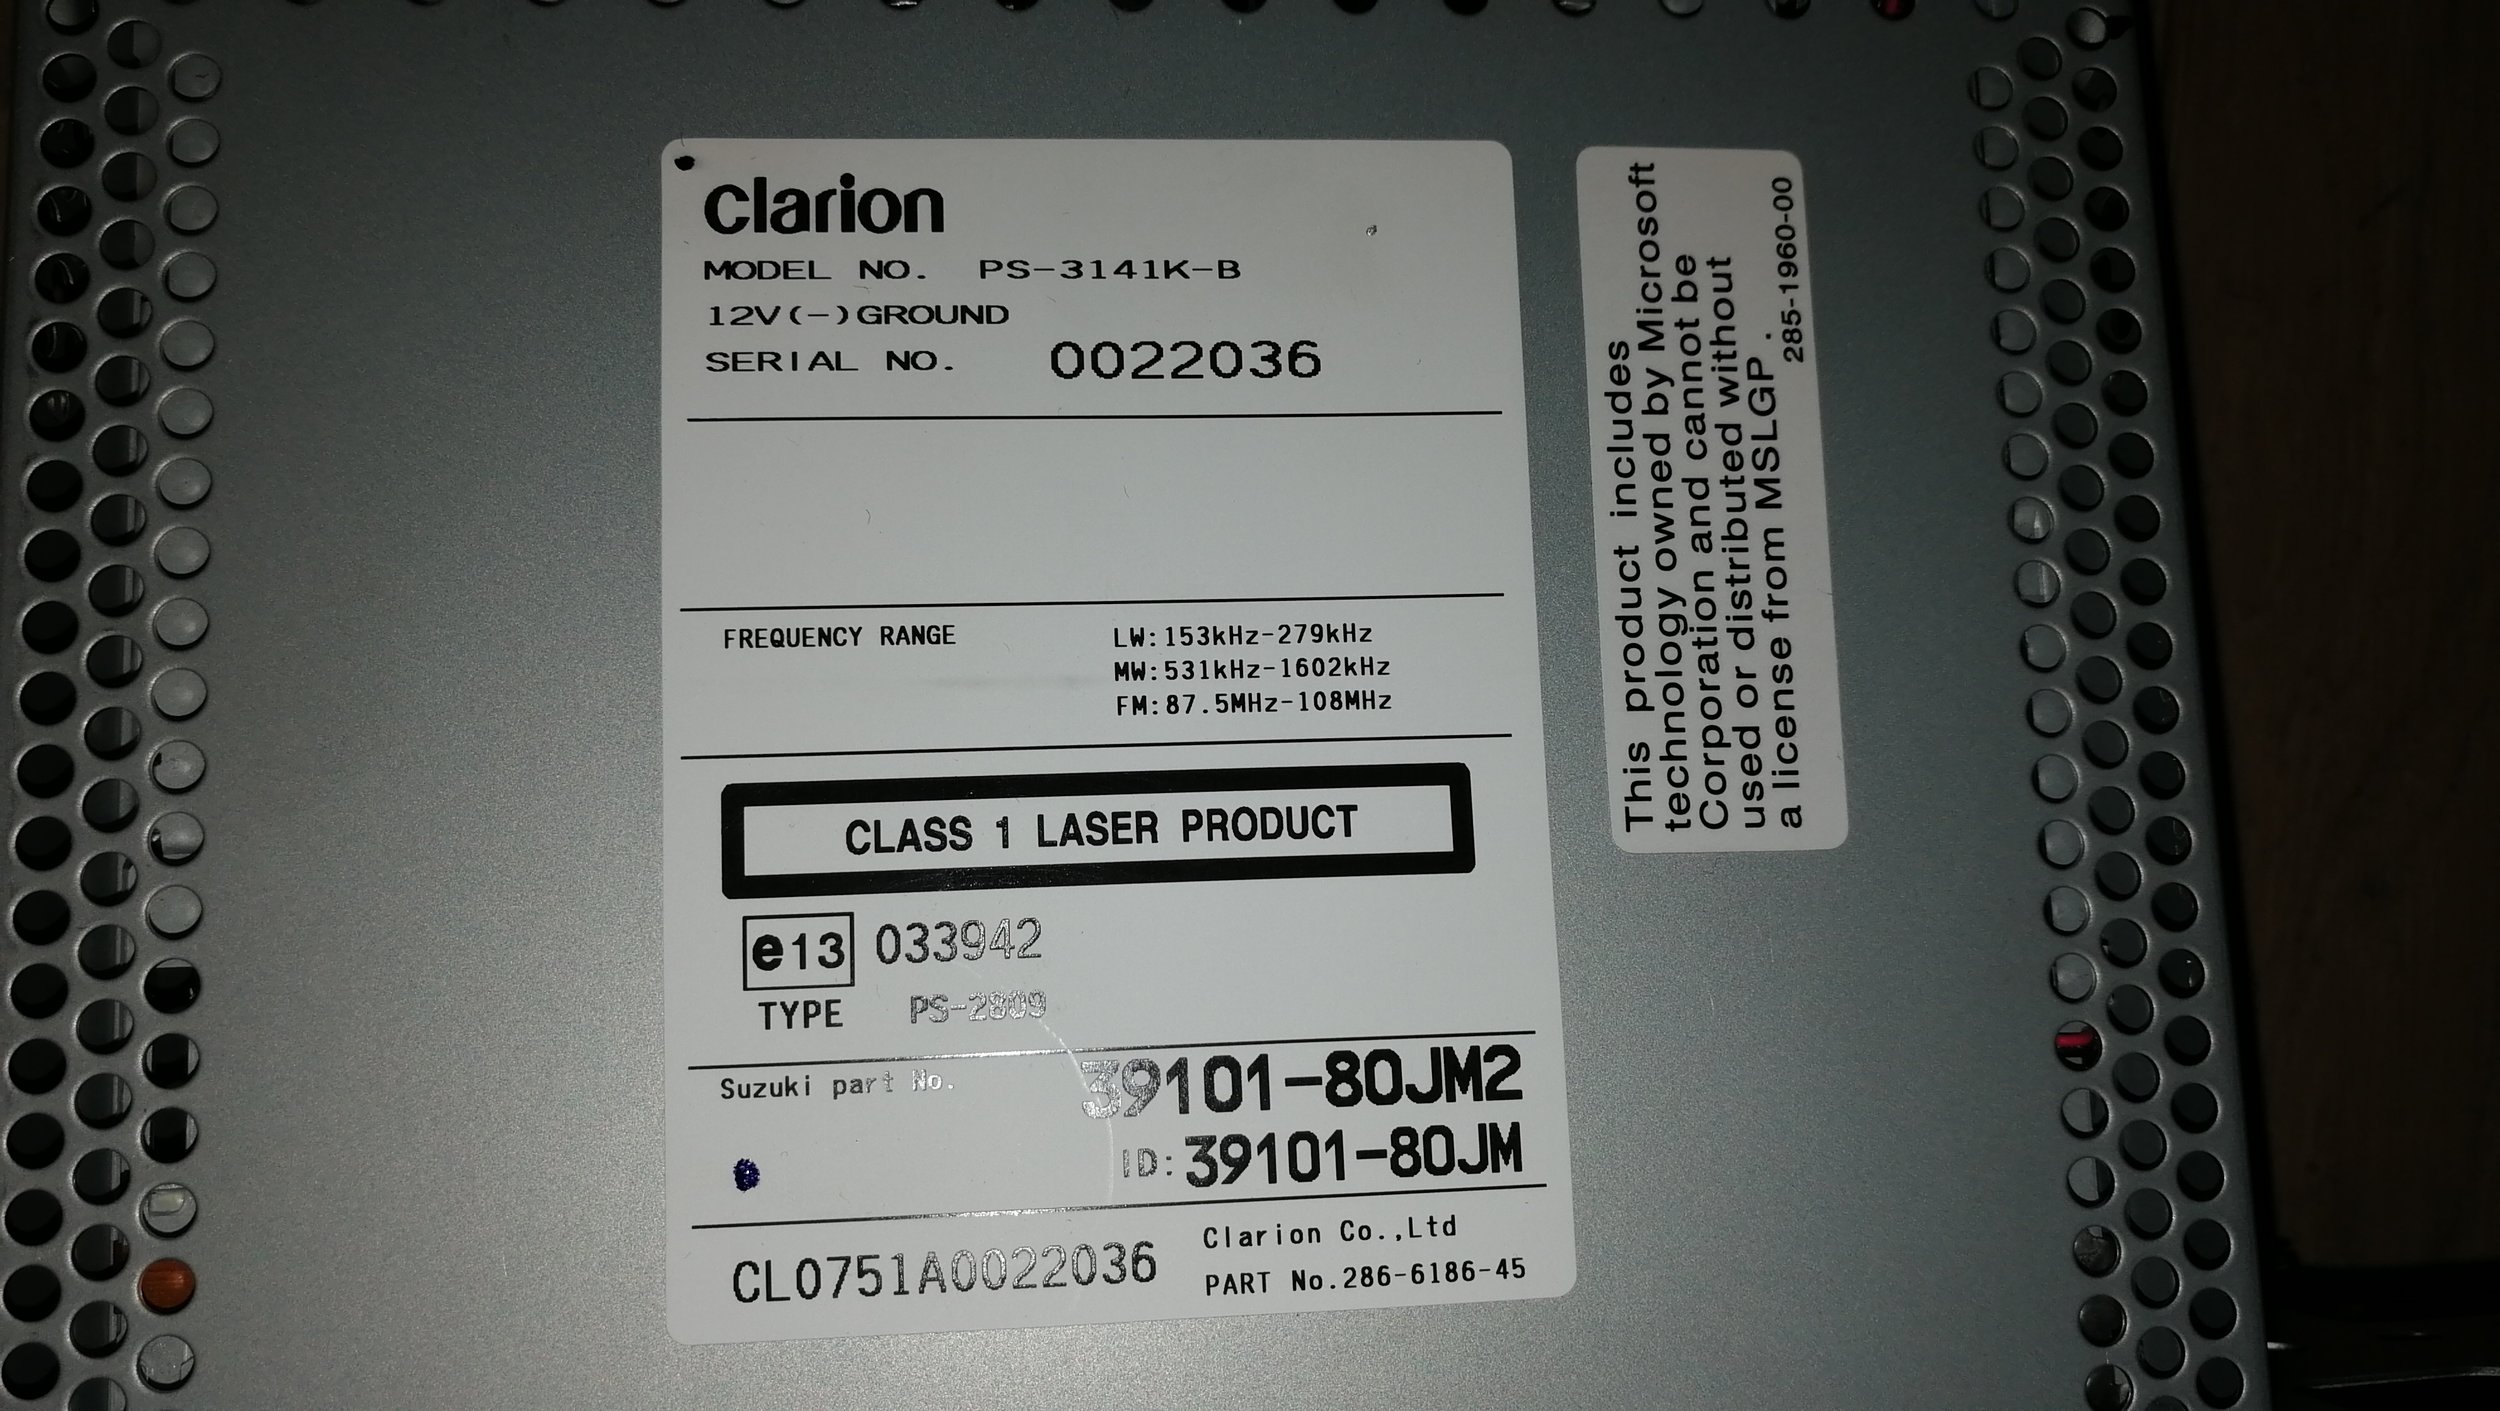 clarion
MODEL NO. PS-3141K-B
12V(-)GROUND
SERIAL NO. 0022036
FREQUENCY RANGE LW:153kHz-279kHz
MW:531kHz-1602kHz
FM:87.5MHz-108MHz
CLASS 1 LASER PRODUCT
e13 033942
TYPE PS-2809
Suzuki part No. 39101-80JM2
ID:39101-80JM
CL0751A0022036
Clarion Co.,Ltd
PART No.286-6186-45
This product includes
technology owned by Microsoft
Corporation and cannot be
used or distributed without
a license from MSLGP.
285-1960-00